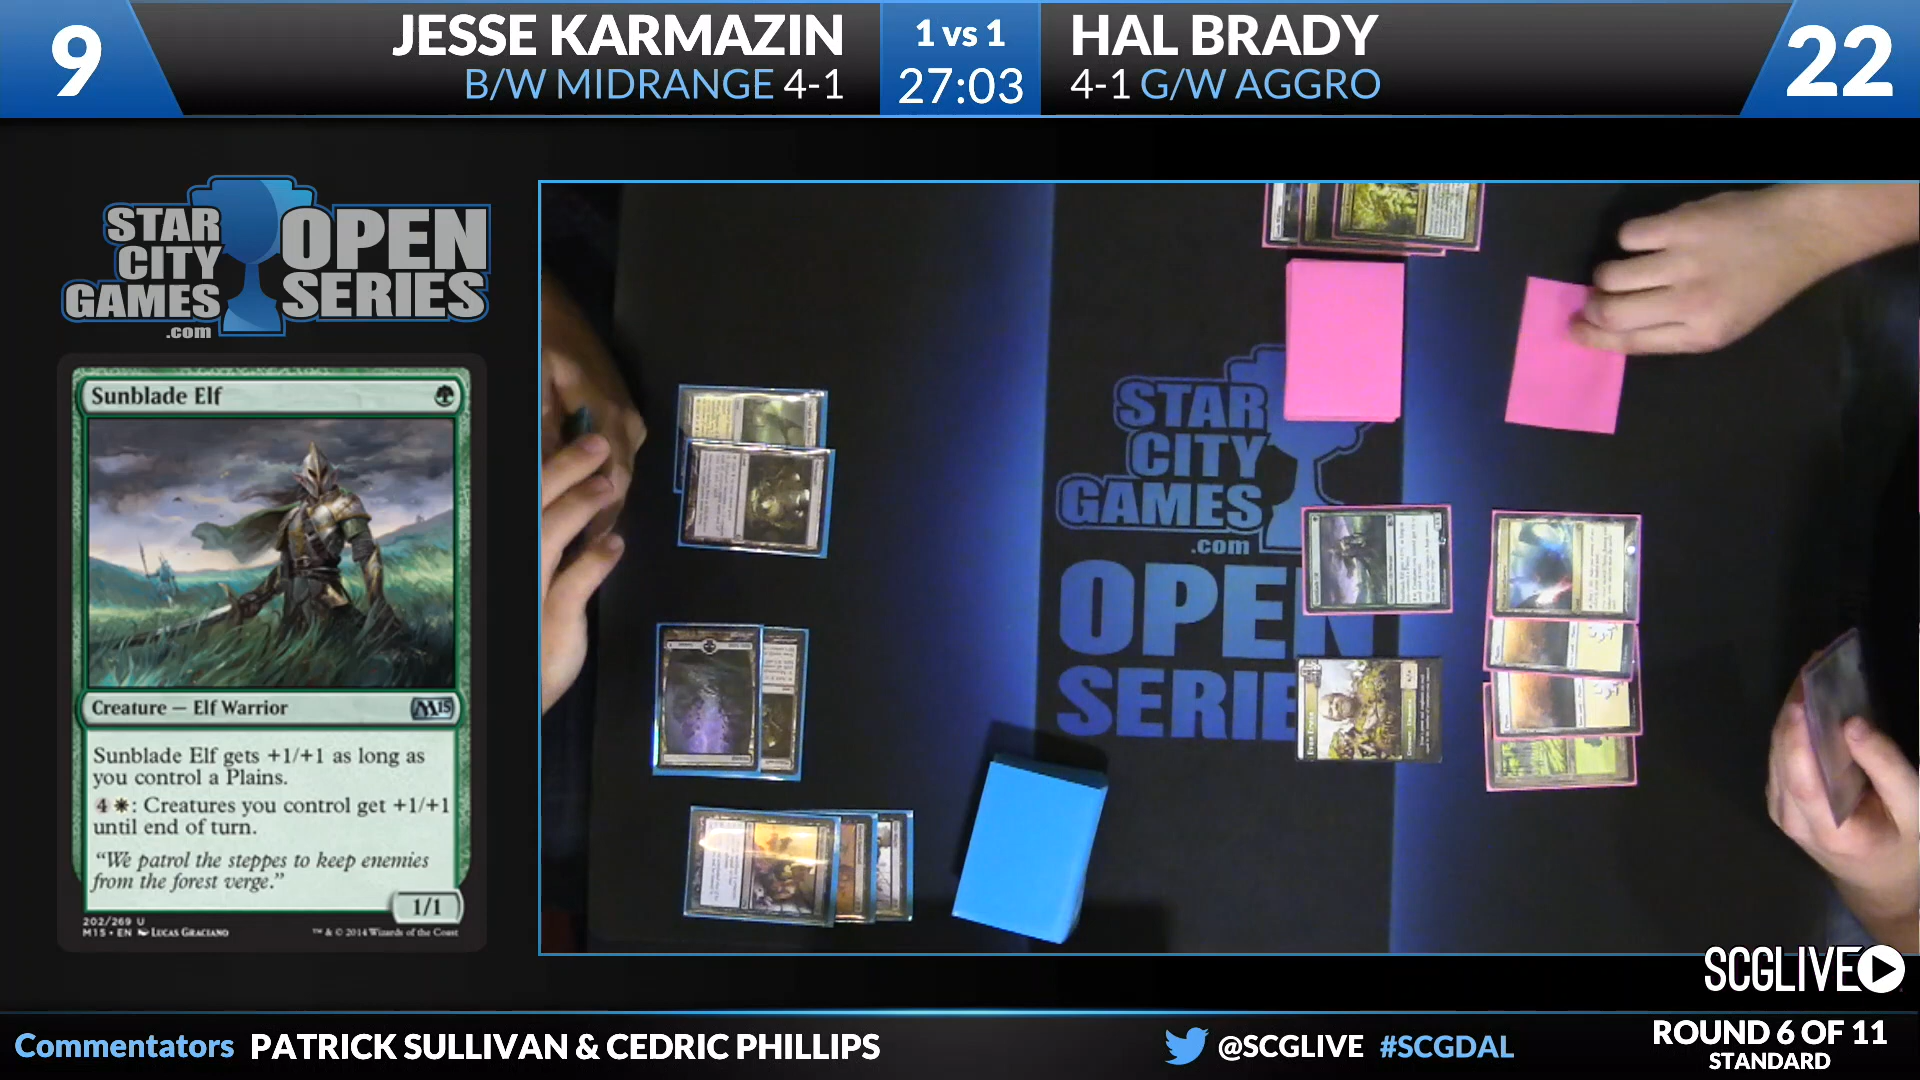 9
JESSE KARMAZIN
B/W MIDRANGE 4-1
1 vs 1
27:03
HAL BRADY
4-1 G/W AGGRO
22
STAR
CITY
GAMES
.com
OPEN
SERIES
Sunblade Elf
Creature — Elf Warrior
M15
Sunblade Elf gets +1/+1 as long as
you control a Plains.
4 : Creatures you control get +1/+1
until end of turn.
“We patrol the steppes to keep enemies
from the forest verge.”
1/1
202/269 U
M15 • EN LUCAS GRACIANO
™ & © 2014 Wizards of the Coast
STAR
CITY
GAMES
.com
OPEN
SERIE
SCGLIVE
Commentators PATRICK SULLIVAN & CEDRIC PHILLIPS
@SCGLIVE #SCGDAL
ROUND 6 OF 11
STANDARD